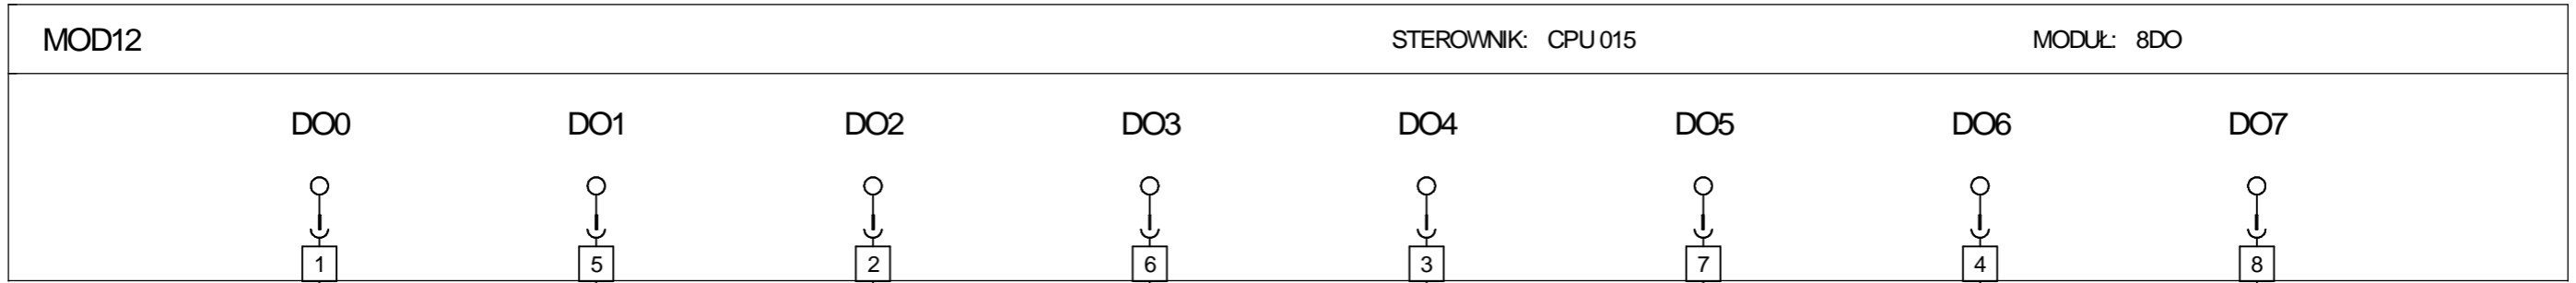 MOD12 STEROWNIK: CPU 015 MODUŁ: 8DO
DO0 DO1 DO2 DO3 DO4 DO5 DO6 DO7
1 5 2 6 3 7 4 8